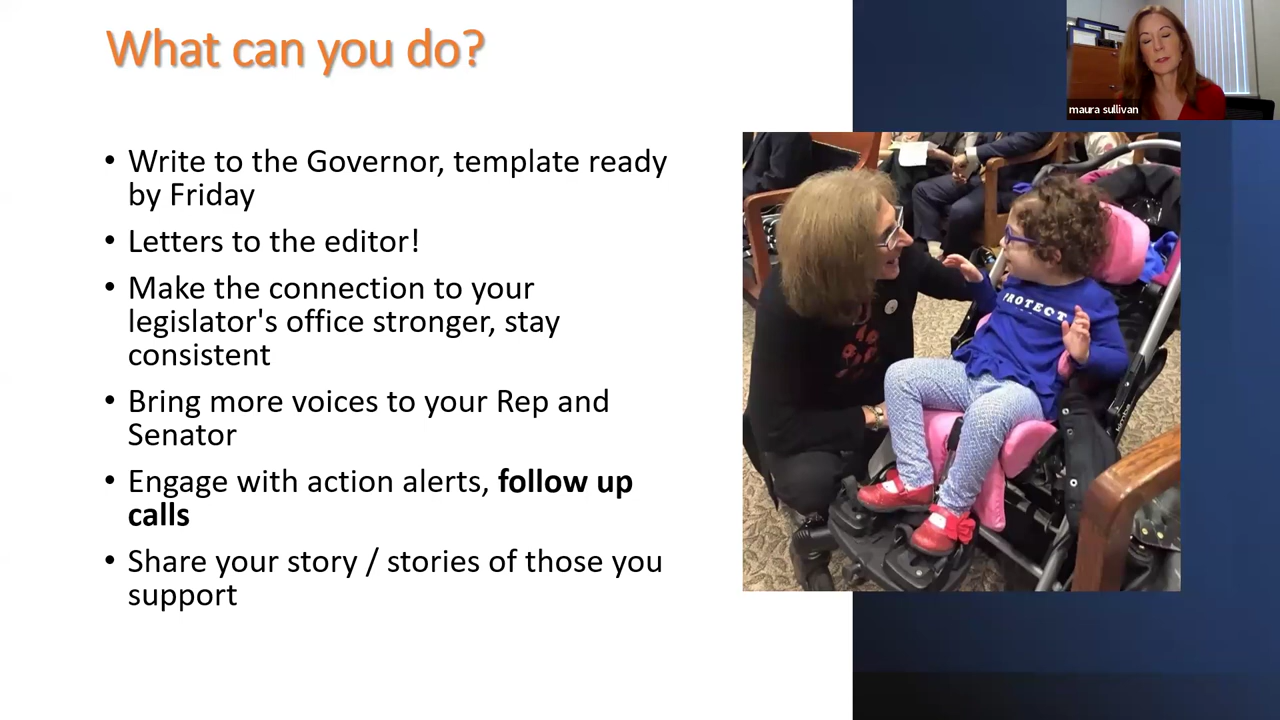 What can you do?
maura sullivan
• Write to the Governor, template ready
by Friday
• Letters to the editor!
• Make the connection to your
legislator's office stronger, stay
consistent
• Bring more voices to your Rep and
Senator
• Engage with action alerts, follow up
calls
• Share your story / stories of those you
support
PROTECT